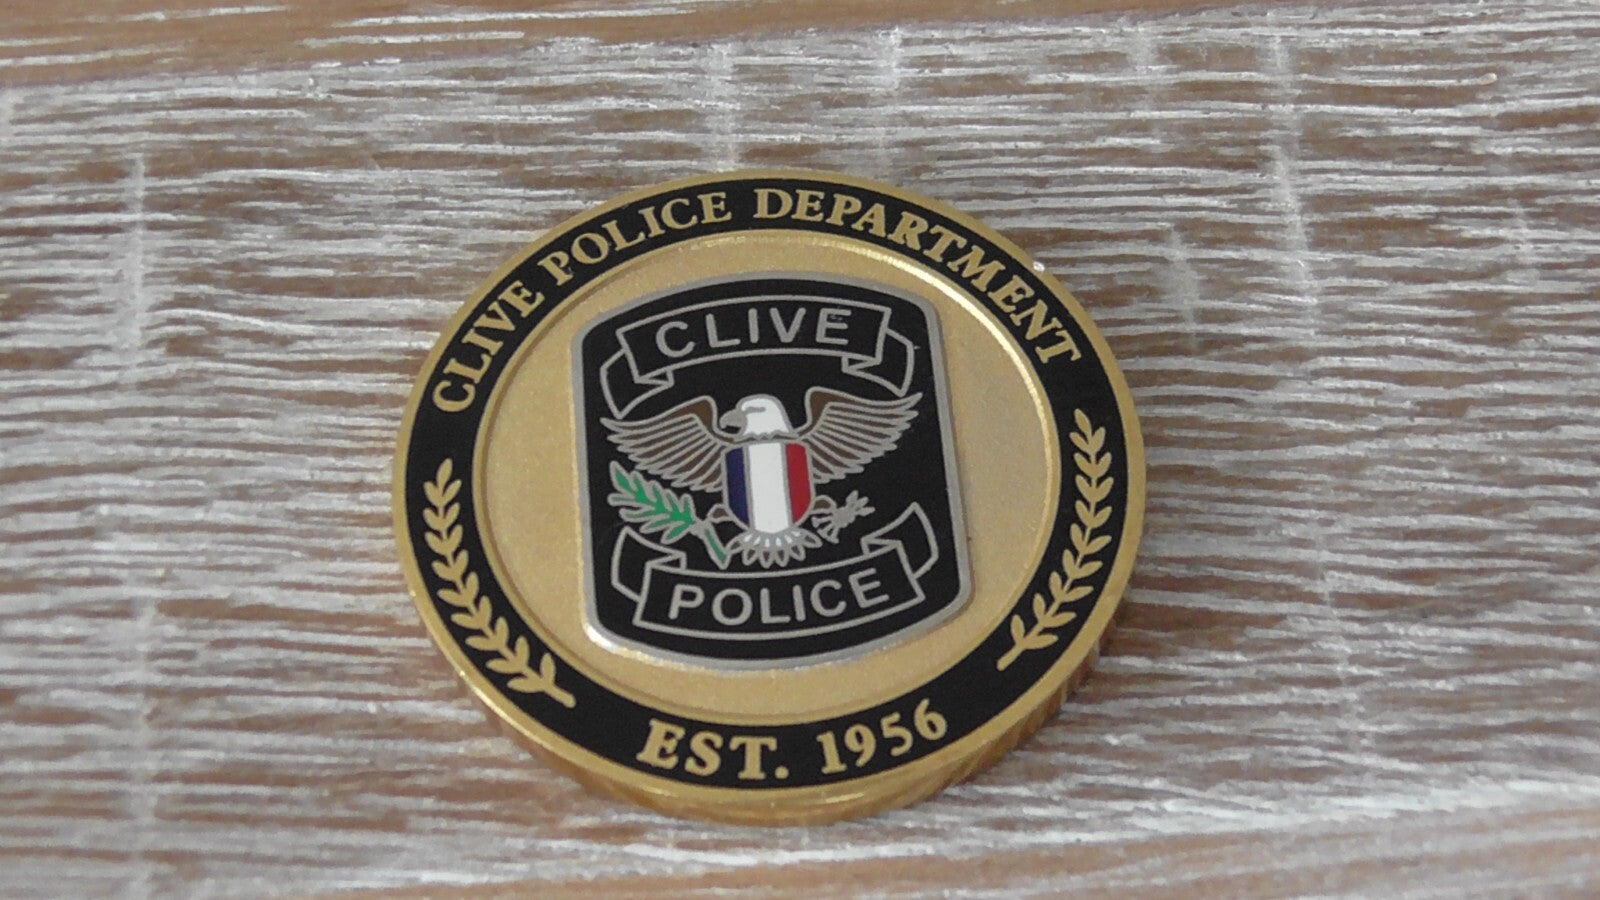 CLIVE POLICE DEPARTMENT
CLIVE
POLICE
EST. 1956